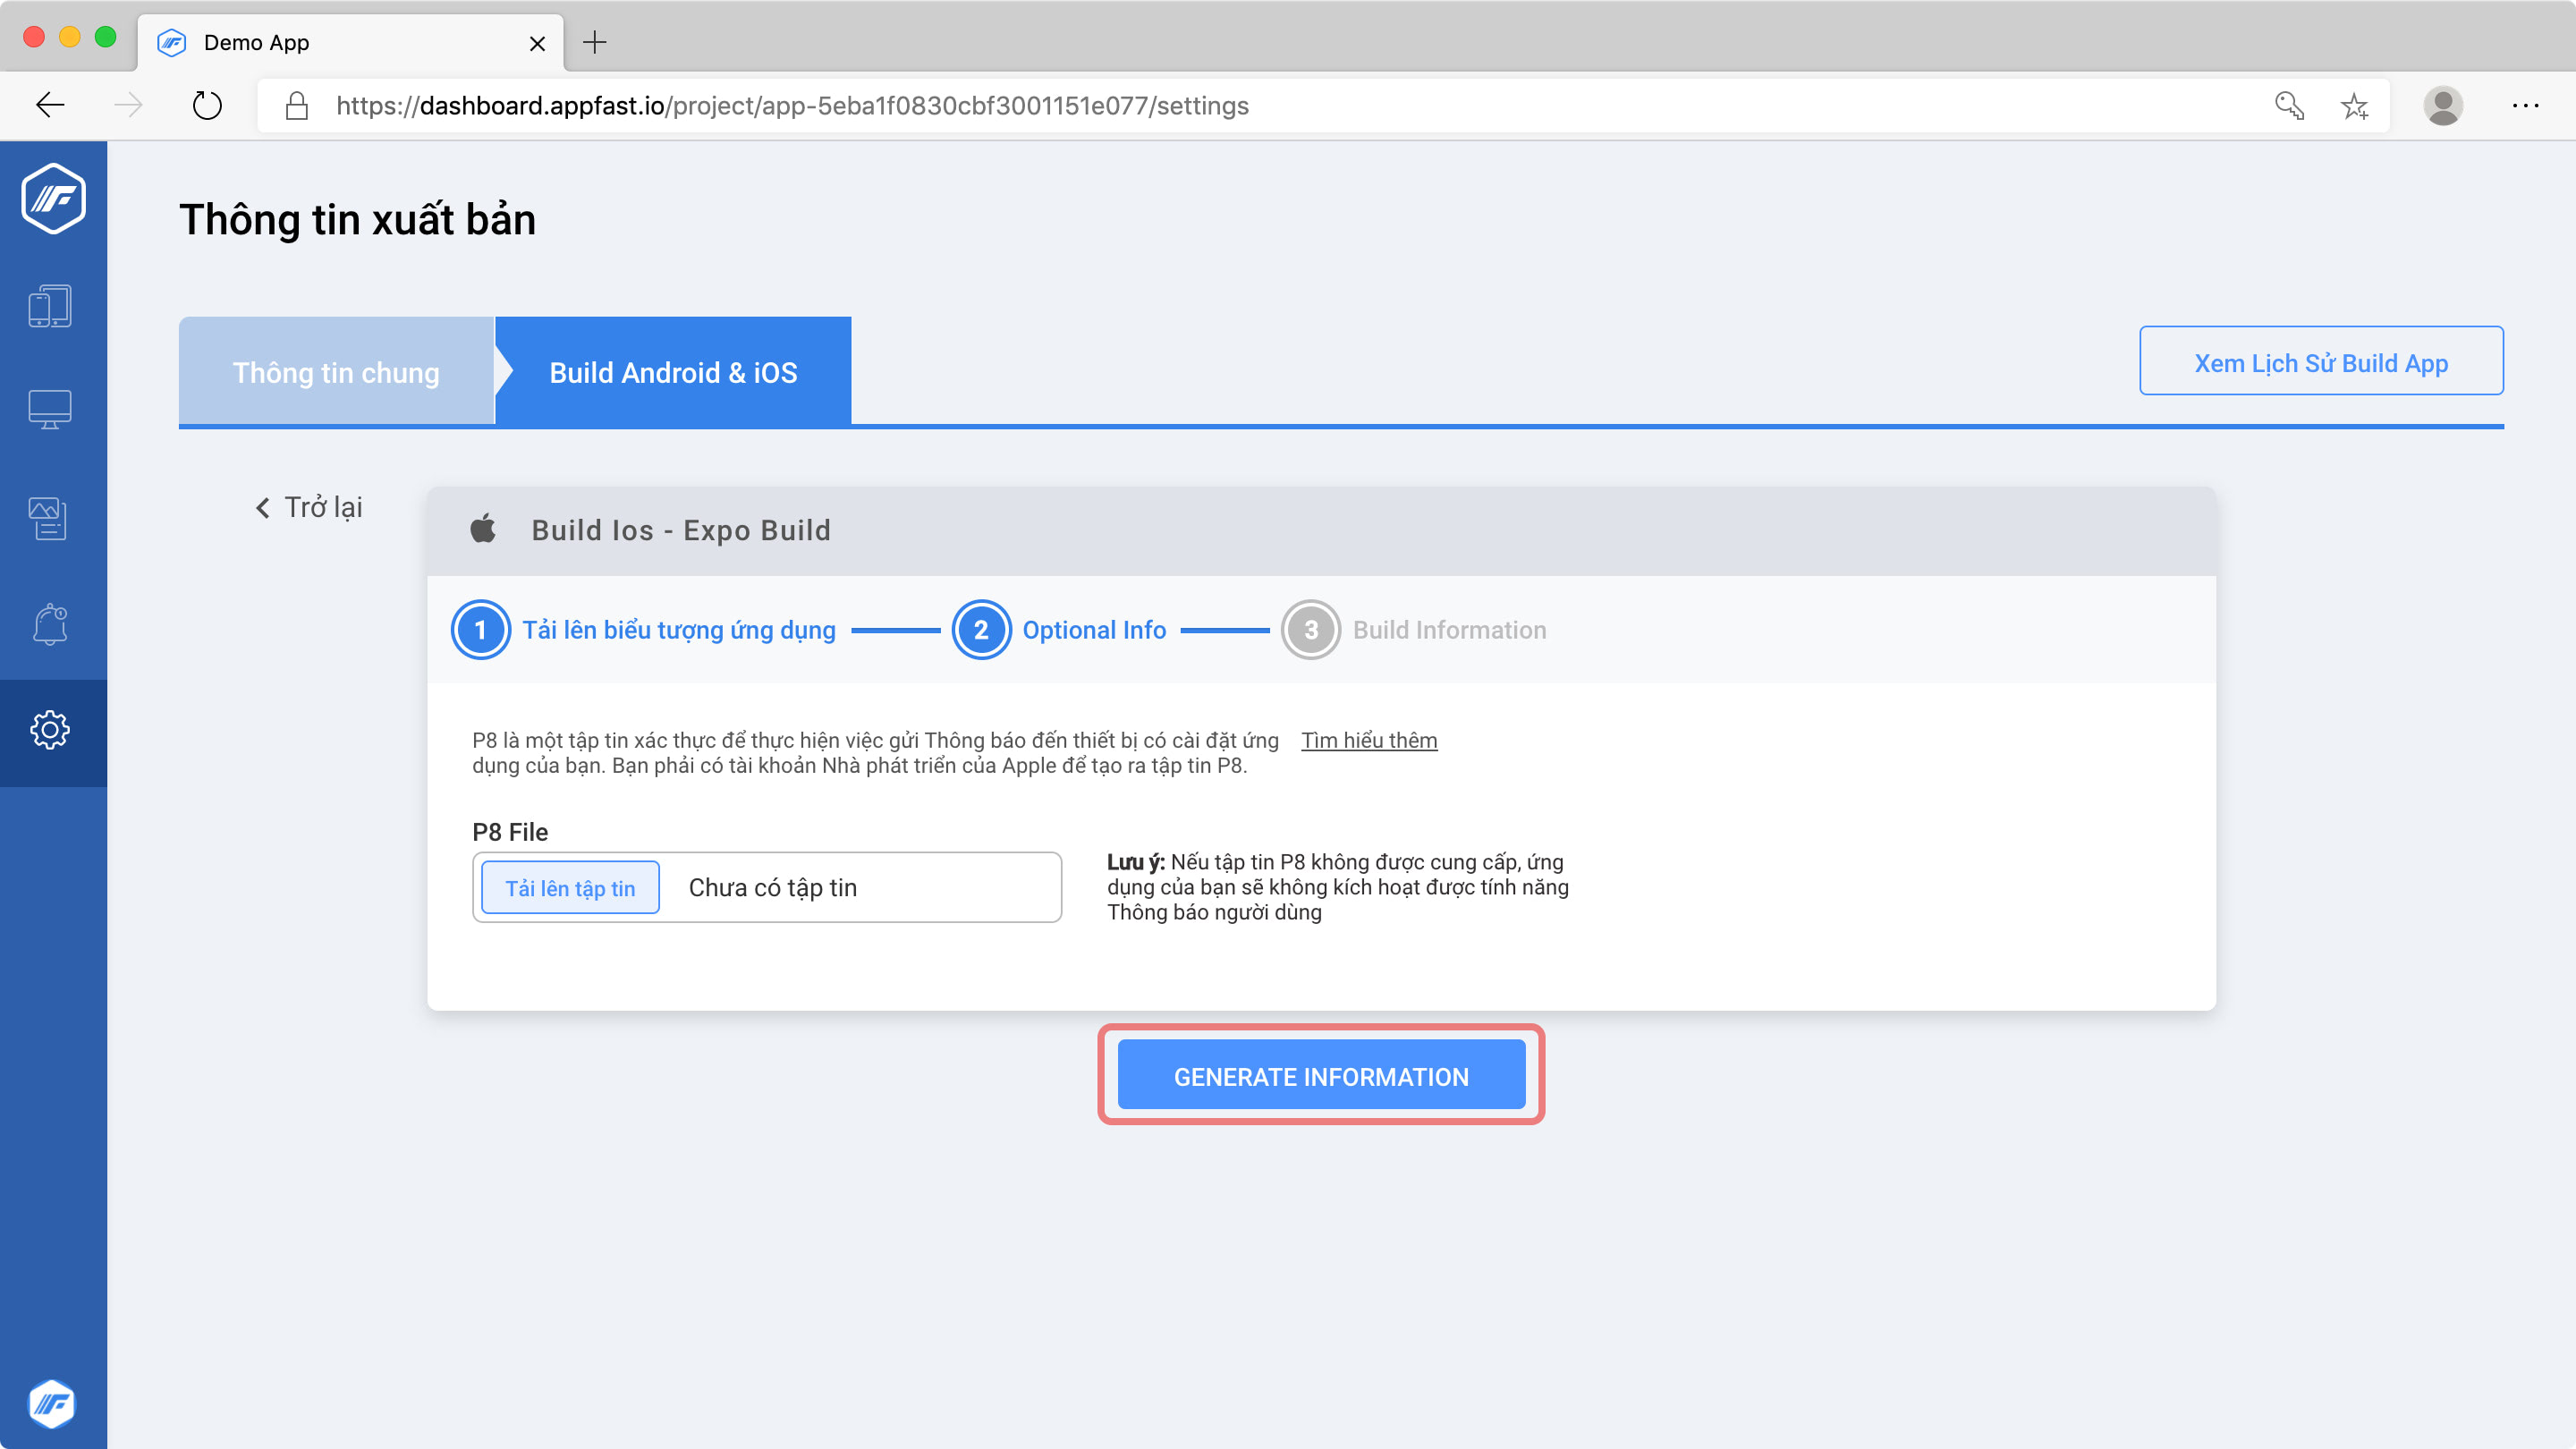 Demo App
https://dashboard.appfast.io/project/app-5eba1f0830cbf3001151e077/settings
Thông tin xuất bản
Thông tin chung
Build Android & iOS
Xem Lịch Sử Build App
Trở lại
Build Ios - Expo Build
1 Tải lên biểu tượng ứng dụng
2 Optional Info
3 Build Information
P8 là một tập tin xác thực để thực hiện việc gửi Thông báo đến thiết bị có cài đặt ứng
dụng của bạn. Bạn phải có tài khoản Nhà phát triển của Apple để tạo ra tập tin P8.
Tìm hiểu thêm
P8 File
Tải lên tập tin
Chưa có tập tin
Lưu ý: Nếu tập tin P8 không được cung cấp, ứng
dụng của bạn sẽ không kích hoạt được tính năng
Thông báo người dùng
GENERATE INFORMATION